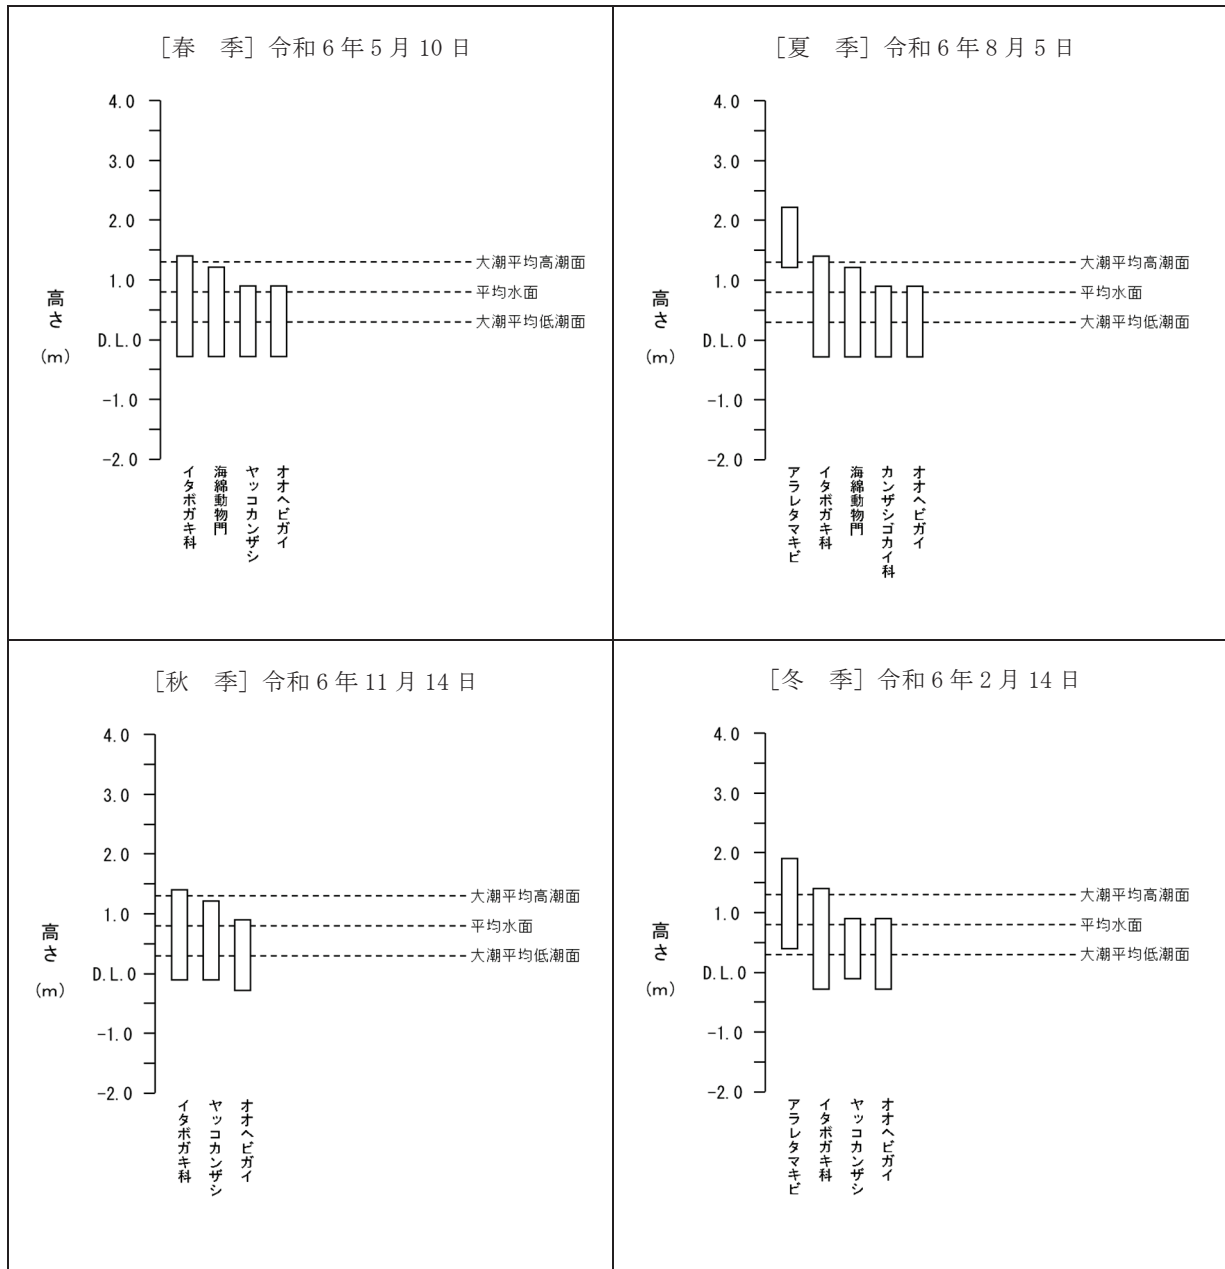 ［春　季］令和6年5月10日
4.0
3.0
2.0
1.0
D.L.0
-1.0
-2.0
高さ
(m)
大潮平均高潮面
平均水面
大潮平均低潮面
イタボガキ科
海綿動物門
ヤッコカンザシ
オオヘビガイ
［夏　季］令和6年8月5日
4.0
3.0
2.0
1.0
D.L.0
-1.0
-2.0
高さ
(m)
大潮平均高潮面
平均水面
大潮平均低潮面
アラレタマキビ
イタボガキ科
海綿動物門
カンザシゴカイ科
オオヘビガイ
［秋　季］令和6年11月14日
4.0
3.0
2.0
1.0
D.L.0
-1.0
-2.0
高さ
(m)
大潮平均高潮面
平均水面
大潮平均低潮面
イタボガキ科
ヤッコカンザシ
オオヘビガイ
［冬　季］令和6年2月14日
4.0
3.0
2.0
1.0
D.L.0
-1.0
-2.0
高さ
(m)
大潮平均高潮面
平均水面
大潮平均低潮面
アラレタマキビ
イタボガキ科
ヤッコカンザシ
オオヘビガイ